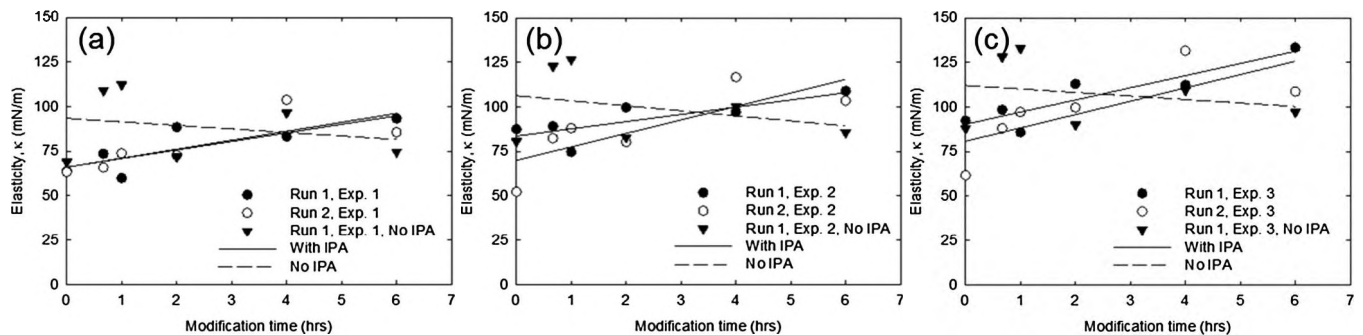 (a)
150
125
100
75
50
25
0
Elasticity, κ (mN/m)
Run 1, Exp. 1
Run 2, Exp. 1
Run 1, Exp. 1, No IPA
With IPA
No IPA
0 1 2 3 4 5 6 7
Modification time (hrs)
(b)
150
125
100
75
50
25
0
Elasticity, κ (mN/m)
Run 1, Exp. 2
Run 2, Exp. 2
Run 1, Exp. 2, No IPA
With IPA
No IPA
0 1 2 3 4 5 6 7
Modification time (hrs)
(c)
150
125
100
75
50
25
0
Elasticity, κ (mN/m)
Run 1, Exp. 3
Run 2, Exp. 3
Run 1, Exp. 3, No IPA
With IPA
No IPA
0 1 2 3 4 5 6 7
Modification time (hrs)